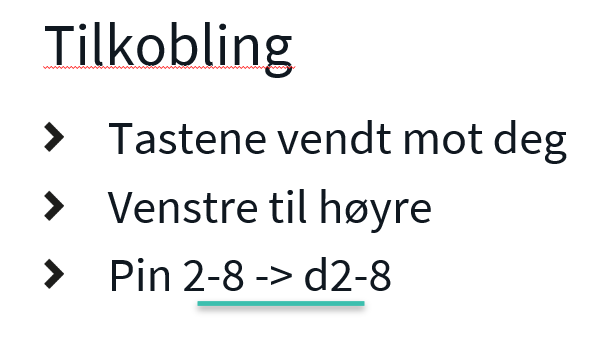 Tilkobling
Tastene vendt mot deg
Venstre til høyre
Pin 2-8 -> d2-8